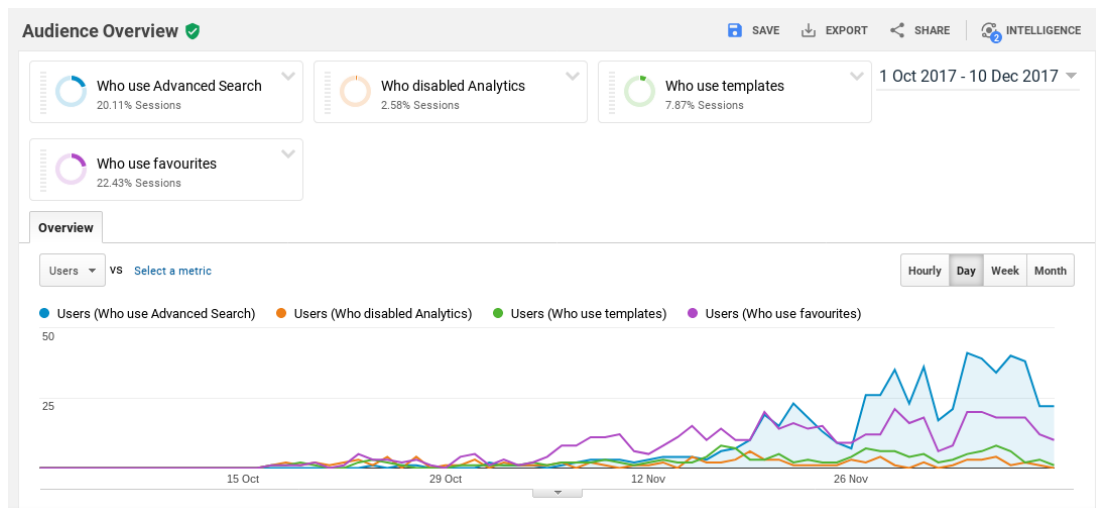 Audience Overview
SAVE EXPORT SHARE 2 INTELLIGENCE
Who use Advanced Search
20.11% Sessions
Who disabled Analytics
2.58% Sessions
Who use templates
7.87% Sessions
1 Oct 2017 - 10 Dec 2017
Who use favourites
22.43% Sessions
Overview
Users VS Select a metric
Hourly Day Week Month
Users (Who use Advanced Search) Users (Who disabled Analytics) Users (Who use templates) Users (Who use favourites)
50
25
15 Oct 29 Oct 12 Nov 26 Nov